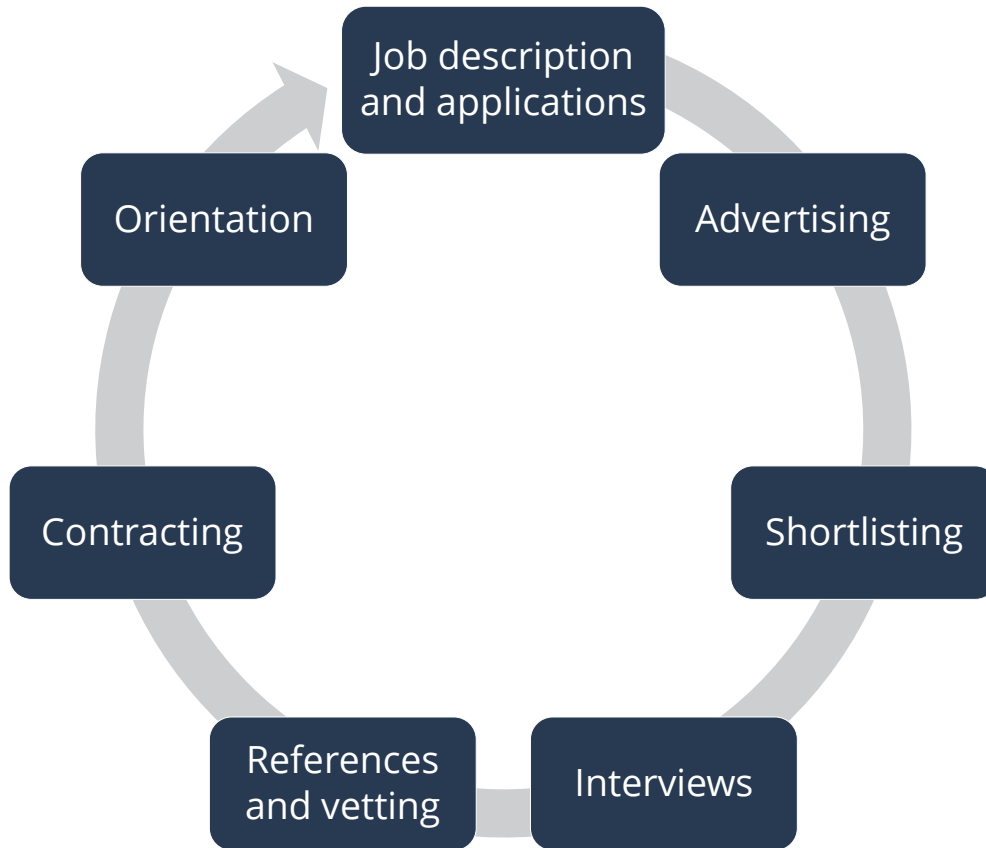 Job description
and applications
Advertising
Shortlisting
Interviews
References
and vetting
Contracting
Orientation